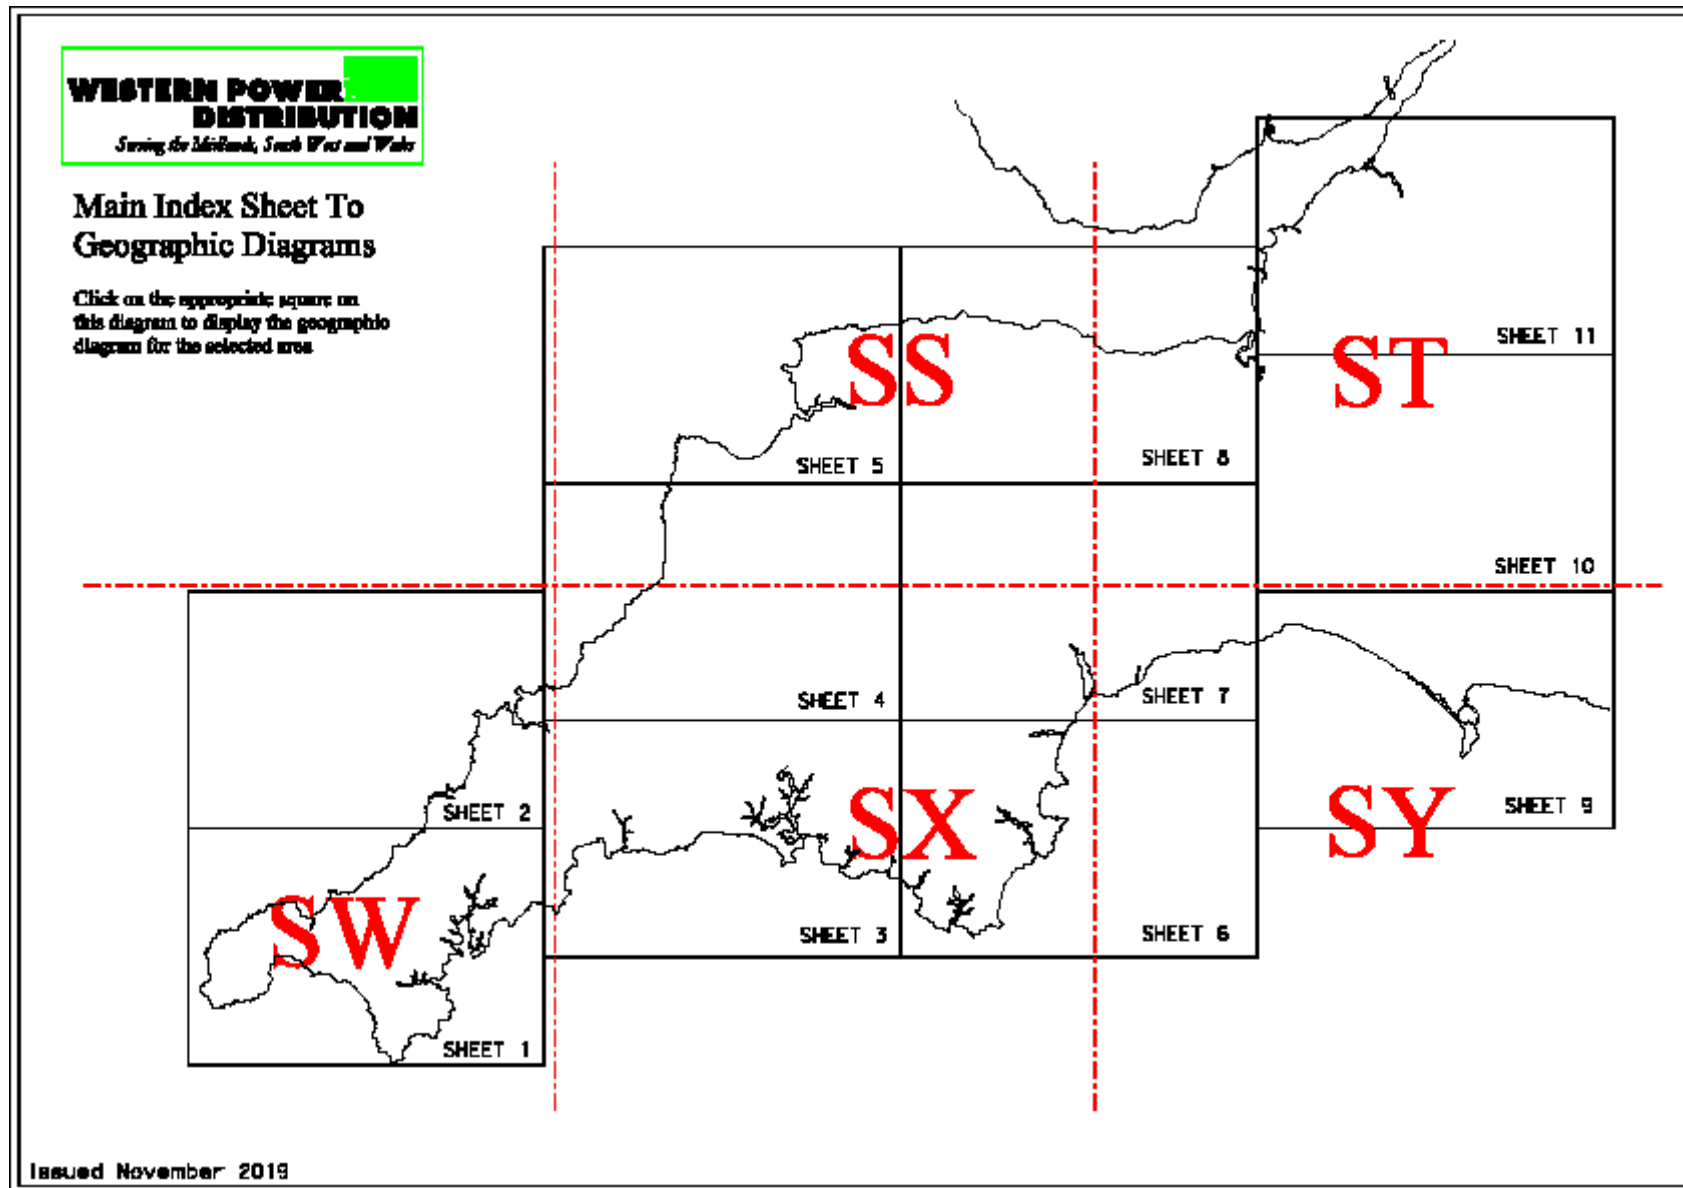 WESTERN POWER
DISTRIBUTION
Serving the Midlands, South West and Wales
Main Index Sheet To
Geographic Diagrams
Click on the appropriate square on
this diagram to display the geographic
diagram for the selected area
SHEET 11
SS
ST
SHEET 5
SHEET 8
SHEET 10
SHEET 4
SHEET 7
SHEET 2
SX
SY
SHEET 9
SW
SHEET 3
SHEET 6
SHEET 1
Issued November 2019